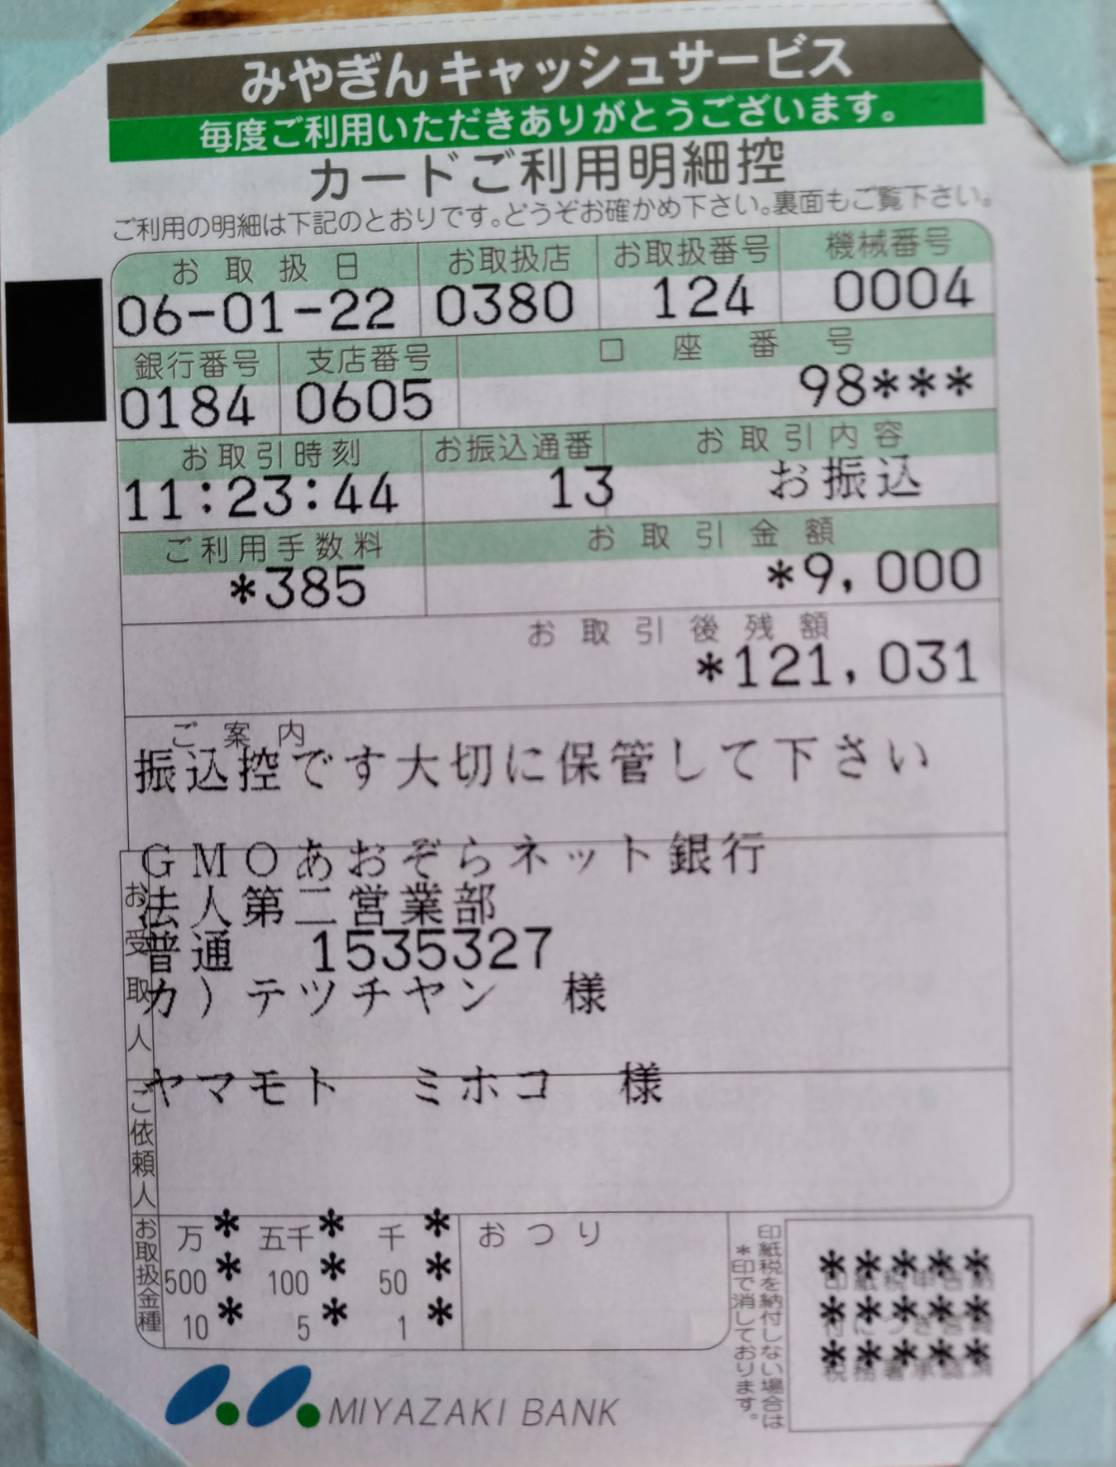 みやぎんキャッシュサービス
毎度ご利用いただきありがとうございます。
カードご利用明細控
ご利用の明細は下記のとおりです。どうぞお確かめ下さい。裏面もご覧下さい。
お取扱日 お取扱店 お取扱番号 機械番号
06-01-22 0380 124 0004
銀行番号 支店番号 口座番号
0184 0605 98***
お取引時刻 お振込通番 お取引内容
11:23:44 13 お振込
ご利用手数料 お取引金額
*385 *9,000
お取引後残額
*121,031
ご案内
振込控です大切に保管して下さい
GMOあおぞらネット銀行
法人第二営業部
普通 1535327
カ）テツチヤン 様
お受取人
ヤマモト ミホコ 様
ご依頼人
お取扱金種
万* 五千* 千* おつり
500* 100* 50*
10* 5* 1*
印紙税を納付しない場合は
*印で消しております。
*****
*****
*****
MIYAZAKI BANK